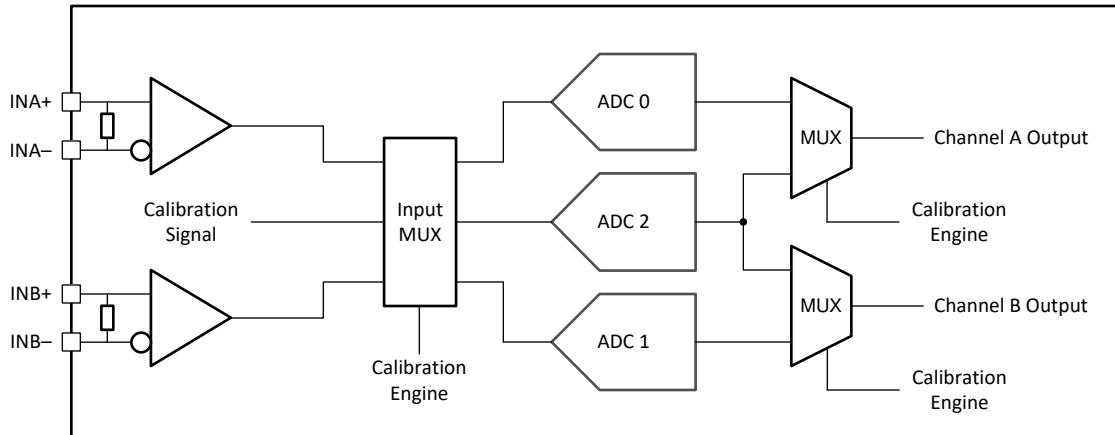 INA+
INA–
ADC 0
MUX
Channel A Output
Calibration
Signal
Input
MUX
ADC 2
Calibration
Engine
INB+
INB–
ADC 1
MUX
Channel B Output
Calibration
Engine
Calibration
Engine